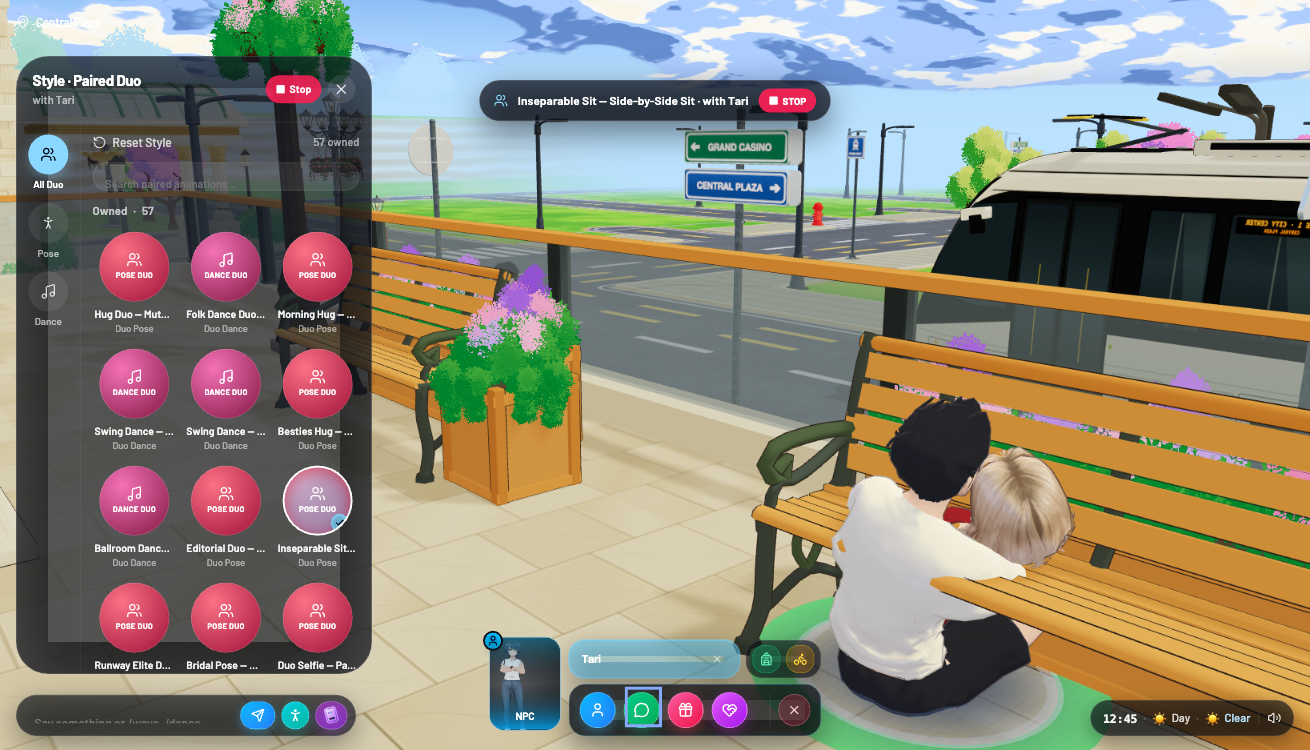 Central Plaza
Style · Paired Duo
with Tari
Stop
Reset Style
57 owned
Search paired animations...
All Duo
Pose
Dance
Owned · 57
POSE DUO
DANCE DUO
POSE DUO
Hug Duo – Mut...
Folk Dance Duo...
Morning Hug – ...
Duo Pose
Duo Dance
Duo Pose
DANCE DUO
DANCE DUO
POSE DUO
Swing Dance – ...
Swing Dance – ...
Besties Hug – ...
Duo Dance
Duo Dance
Duo Pose
DANCE DUO
POSE DUO
POSE DUO
Ballroom Danc...
Editorial Duo – ...
Inseparable Sit...
Duo Dance
Duo Pose
Duo Pose
POSE DUO
POSE DUO
POSE DUO
Runway Elite D...
Bridal Pose – ...
Duo Selfie – Pa...
Say something or /wave, /dance
Inseparable Sit – Side-by-Side Sit · with Tari
STOP
GRAND CASINO
CENTRAL PLAZA
NPC
Tari
12:45
Day
Clear